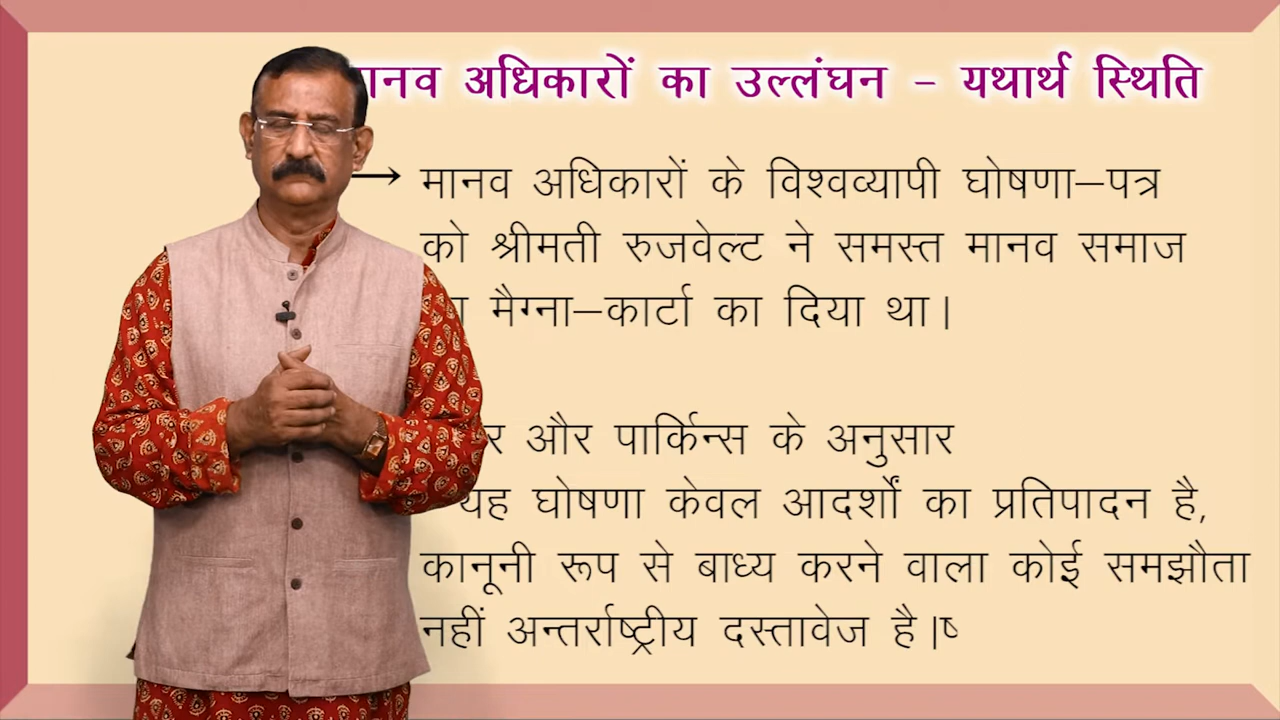 मानव अधिकारों का उल्लंघन - यथार्थ स्थिति
→ मानव अधिकारों के विश्वव्यापी घोषणा–पत्र
को श्रीमती रुजवेल्ट ने समस्त मानव समाज
मैग्ना–कार्टा का दिया था।
और पार्किन्स के अनुसार
यह घोषणा केवल आदर्शों का प्रतिपादन है,
कानूनी रूप से बाध्य करने वाला कोई समझौता
नहीं अन्तर्राष्ट्रीय दस्तावेज है।ष्